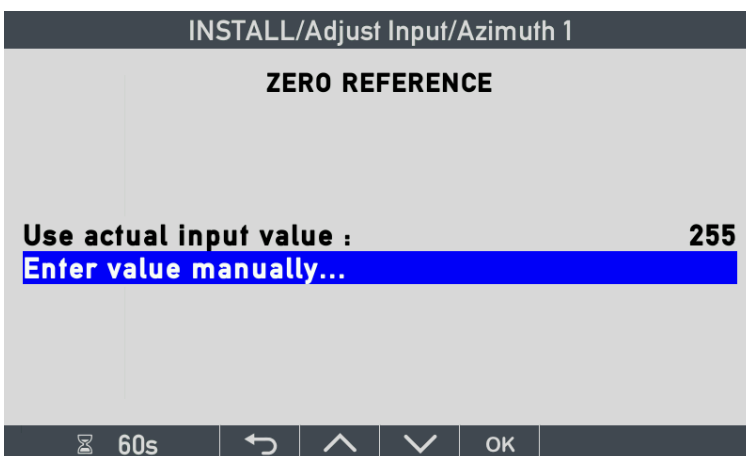 INSTALL/Adjust Input/Azimuth 1
ZERO REFERENCE
Use actual input value : 255
Enter value manually...
60s OK